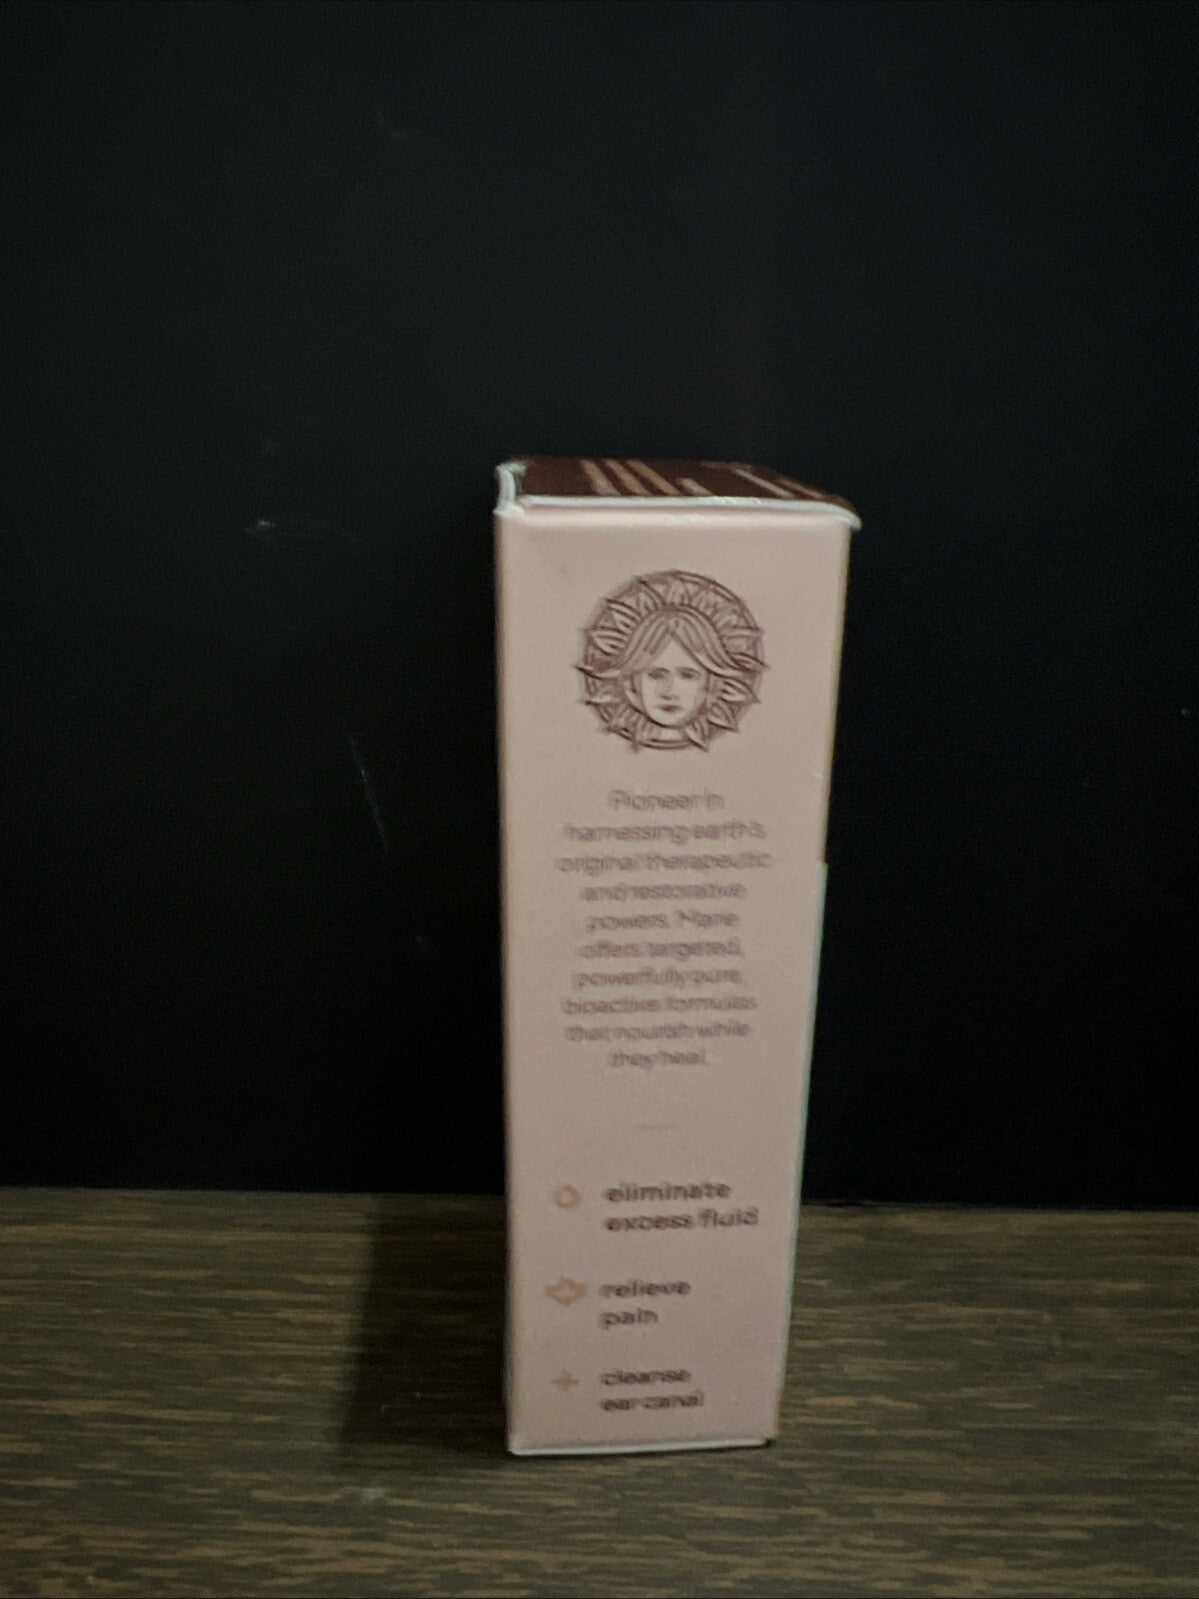 Pioneer in
harnessing earth's
original therapeutic
and restorative
powers, Marie
offers targeted,
powerfully pure,
bioactive formulas
that nourish while
they heal.
eliminate
excess fluid
relieve
pain
cleanse
ear canal